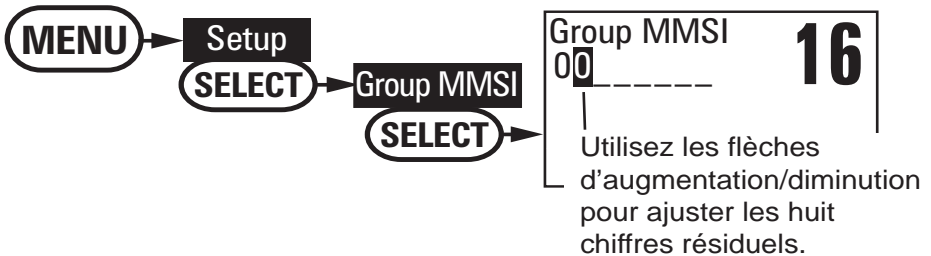 MENU
Setup
SELECT
Group MMSI
SELECT
Group MMSI
16
00_______
Utilisez les flèches
d'augmentation/diminution
pour ajuster les huit
chiffres résiduels.